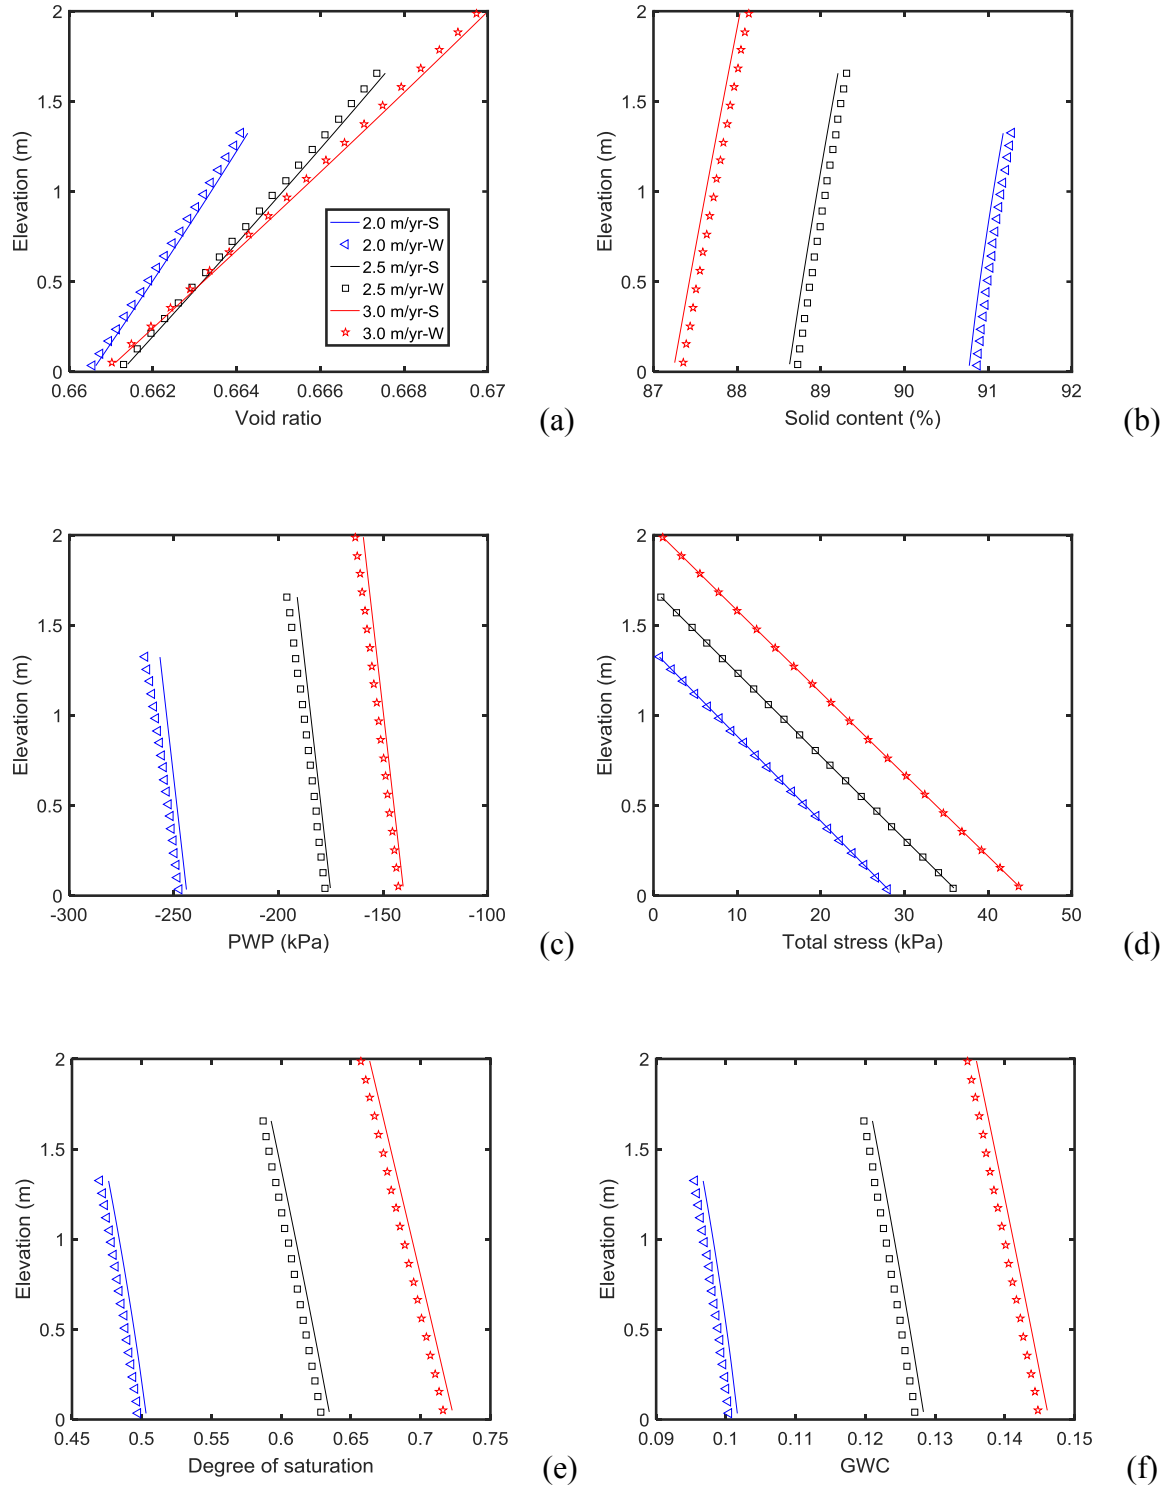 2
1.5
1
0.5
0
Elevation (m)
0.66
0.662
0.664
0.666
0.668
0.67
Void ratio
2.0 m/yr-S
2.0 m/yr-W
2.5 m/yr-S
2.5 m/yr-W
3.0 m/yr-S
3.0 m/yr-W
(a)
2
1.5
1
0.5
0
Elevation (m)
87
88
89
90
91
92
Solid content (%)
(b)
2
1.5
1
0.5
0
Elevation (m)
-300
-250
-200
-150
-100
PWP (kPa)
(c)
2
1.5
1
0.5
0
Elevation (m)
0
10
20
30
40
50
Total stress (kPa)
(d)
2
1.5
1
0.5
0
Elevation (m)
0.45
0.5
0.55
0.6
0.65
0.7
0.75
Degree of saturation
(e)
2
1.5
1
0.5
0
Elevation (m)
0.09
0.1
0.11
0.12
0.13
0.14
0.15
GWC
(f)